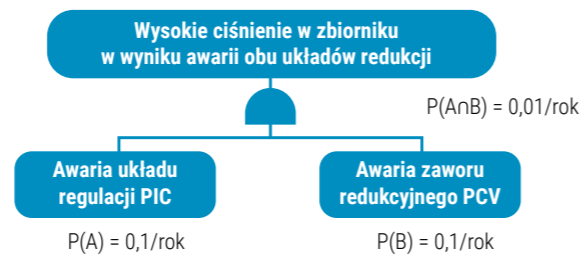 Wysokie ciśnienie w zbiorniku
w wyniku awarii obu układów redukcji
P(A∩B) = 0,01/rok
Awaria układu
regulacji PIC
Awaria zaworu
redukcyjnego PCV
P(A) = 0,1/rok
P(B) = 0,1/rok